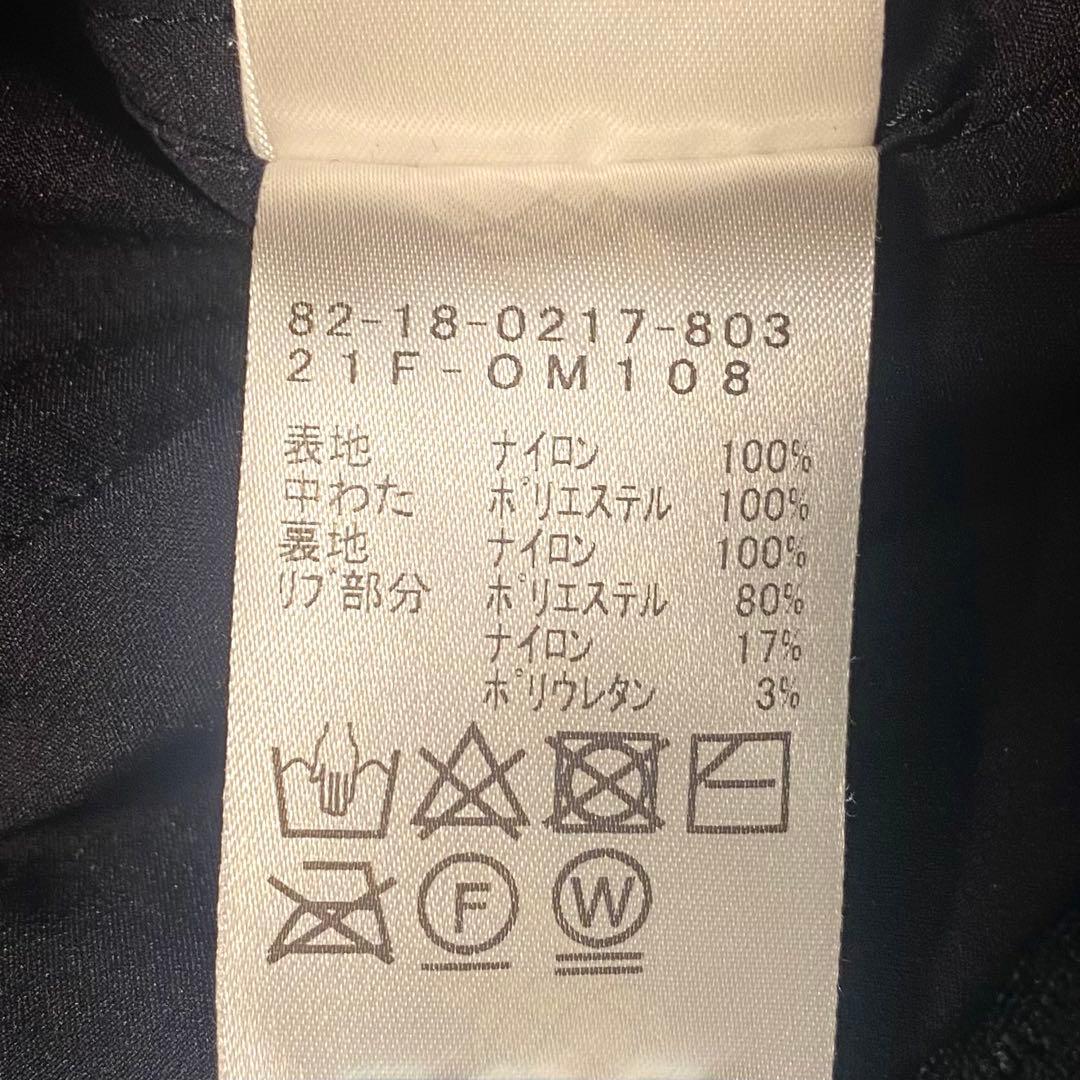 82-18-0217-803
21F-OM108
表地 ナイロン 100%
中わた ポリエステル 100%
裏地 ナイロン 100%
リブ部分 ポリエステル 80%
ナイロン 17%
ポリウレタン 3%
F W